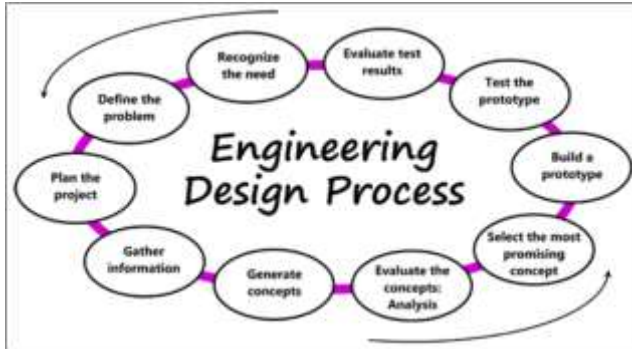 Engineering
Design Process
Recognize
the need
Define the
problem
Plan the
project
Gather
information
Generate
concepts
Evaluate the
concepts:
Analysis
Select the most
promising
concept
Build a
prototype
Test the
prototype
Evaluate test
results